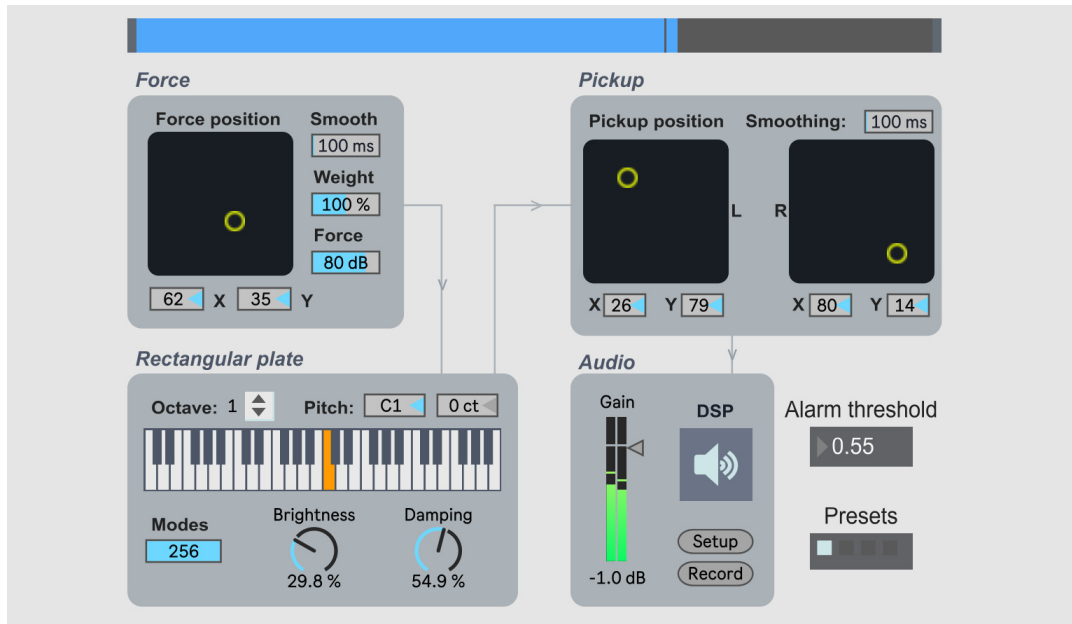 Force
Force position
Smooth
100 ms
Weight
100 %
Force
80 dB
62 X 35 Y
Pickup
Pickup position
Smoothing: 100 ms
L
R
X 26 Y 79
X 80 Y 14
Rectangular plate
Octave: 1 Pitch: C1 0 ct
Modes
256
Brightness
29.8 %
Damping
54.9 %
Audio
Gain
-1.0 dB
DSP
Setup
Record
Alarm threshold
0.55
Presets